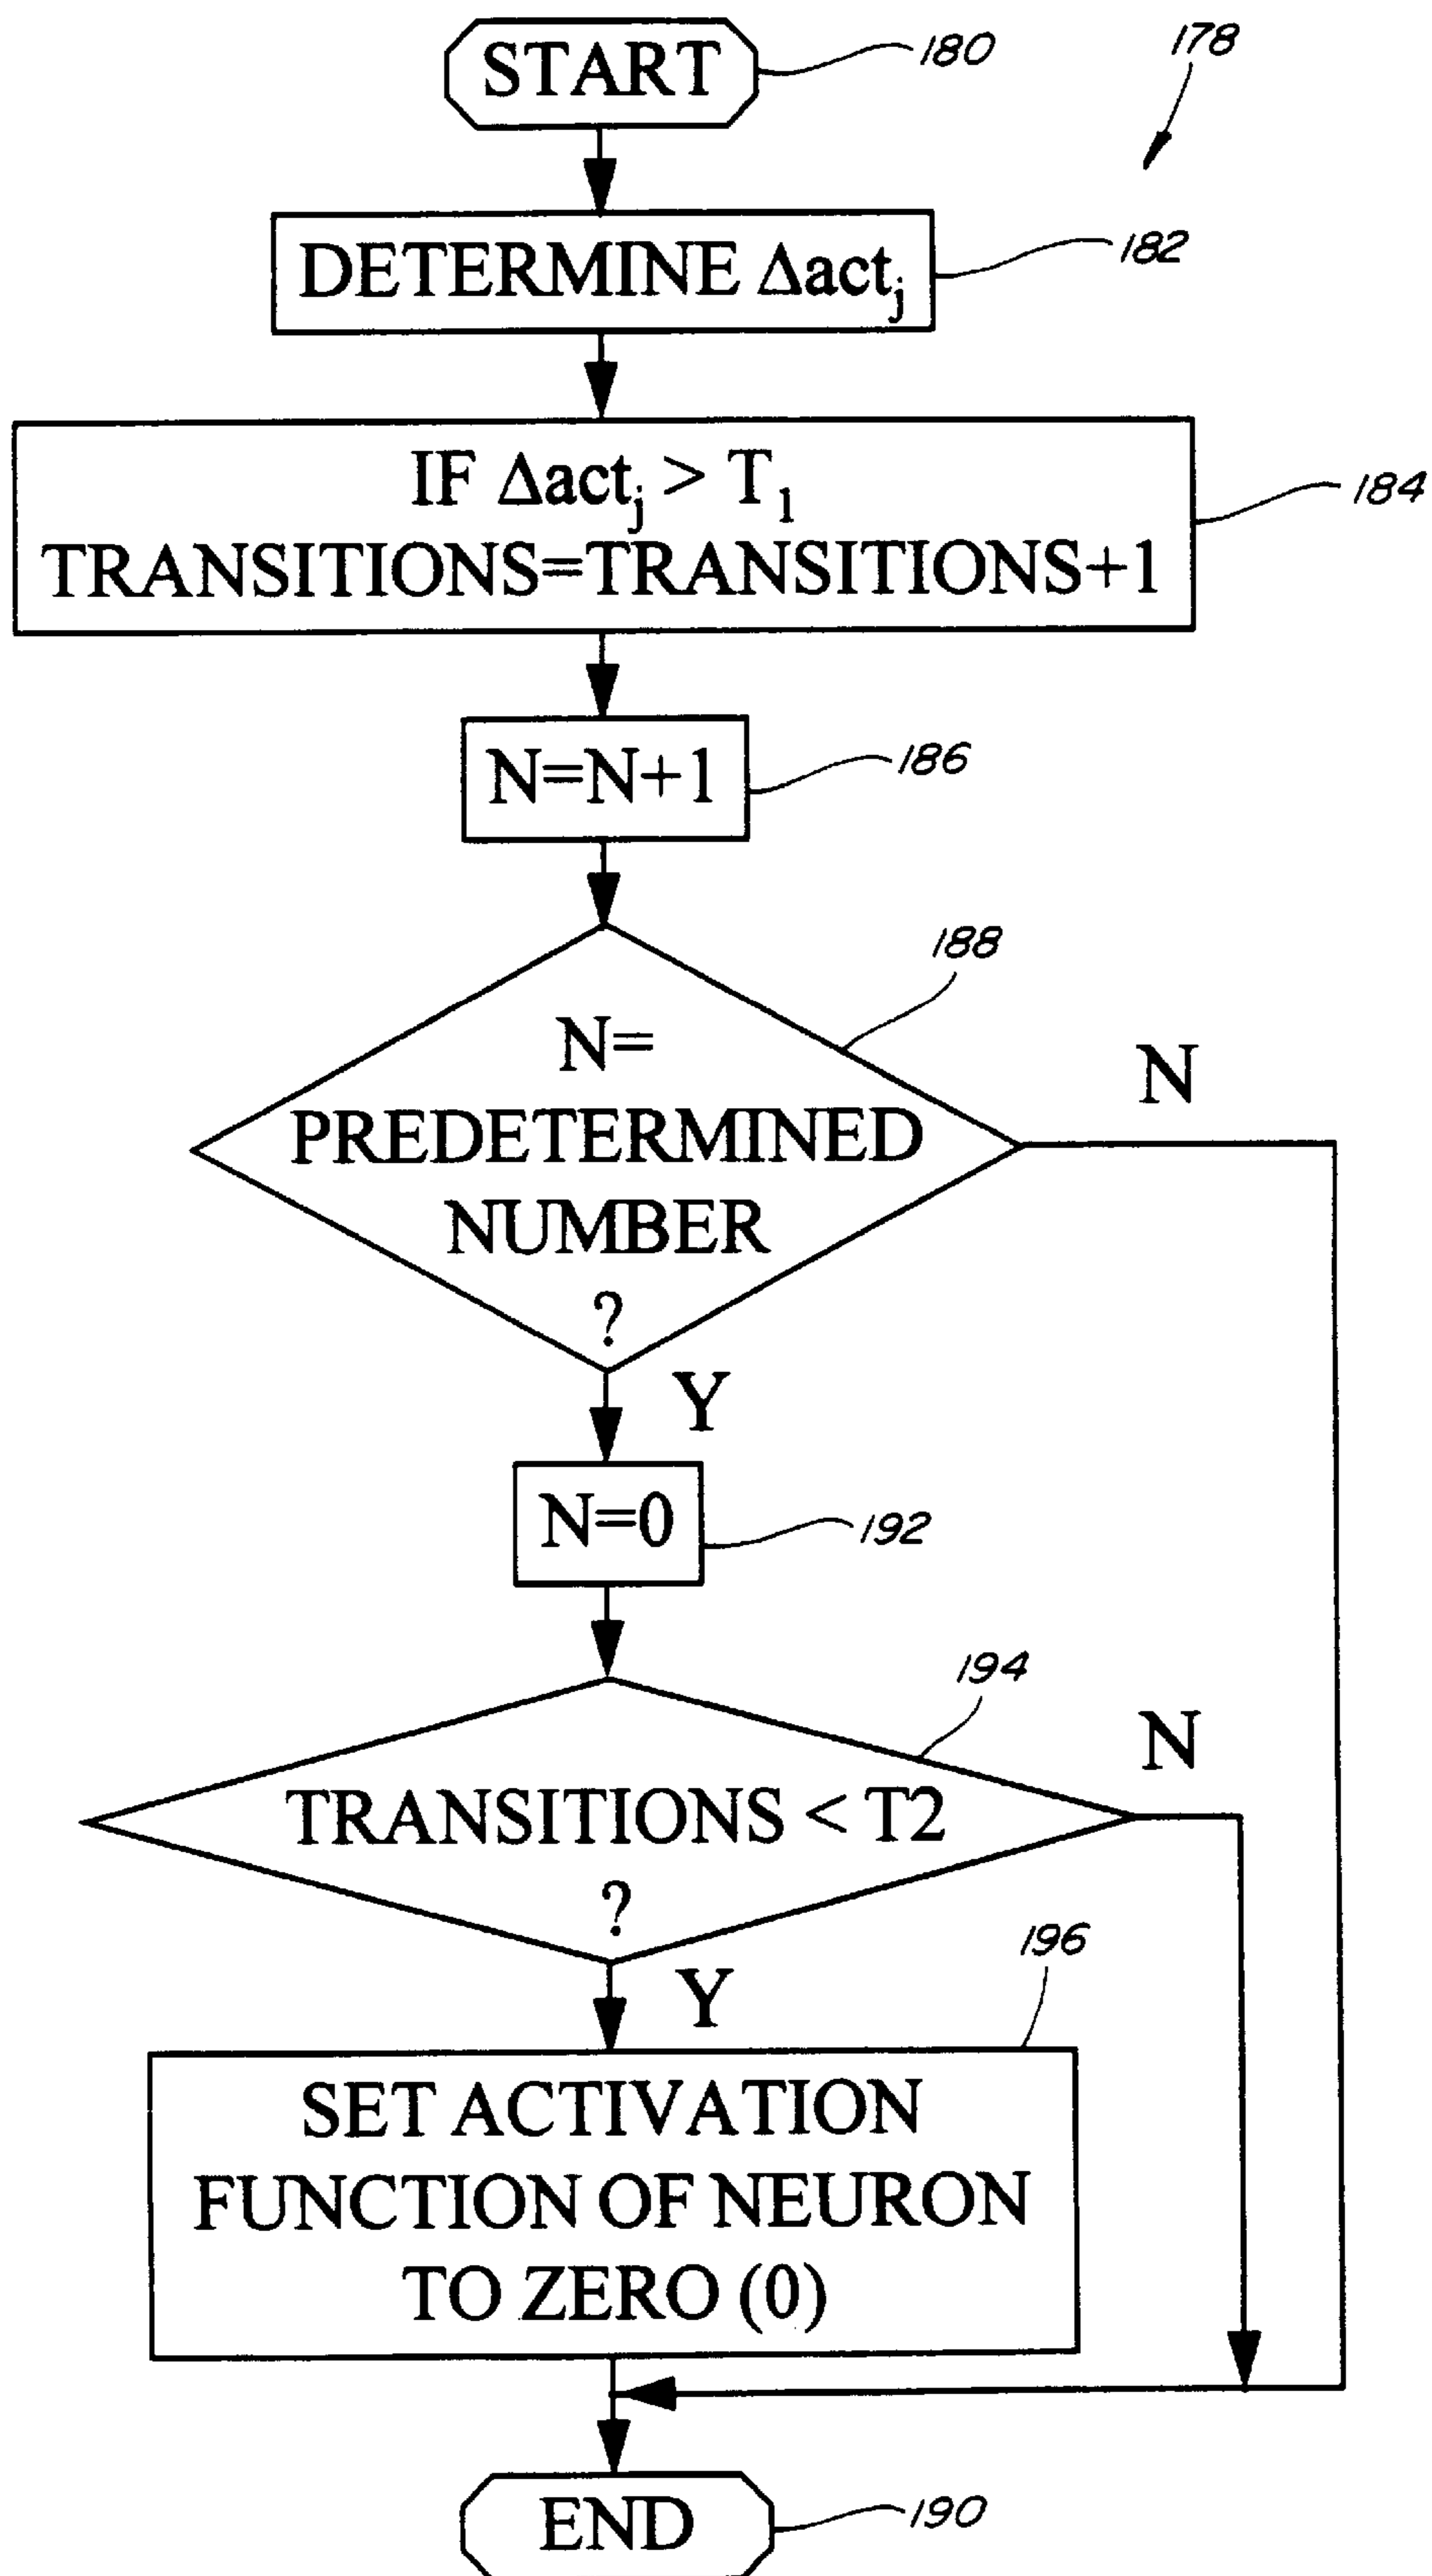 START
180
178
DETERMINE Δactj
182
IF Δactj > T1
TRANSITIONS=TRANSITIONS+1
184
N=N+1
186
N=
PREDETERMINED
NUMBER
?
188
N
Y
N=0
192
TRANSITIONS < T2
?
194
N
Y
SET ACTIVATION
FUNCTION OF NEURON
TO ZERO (0)
196
END
190